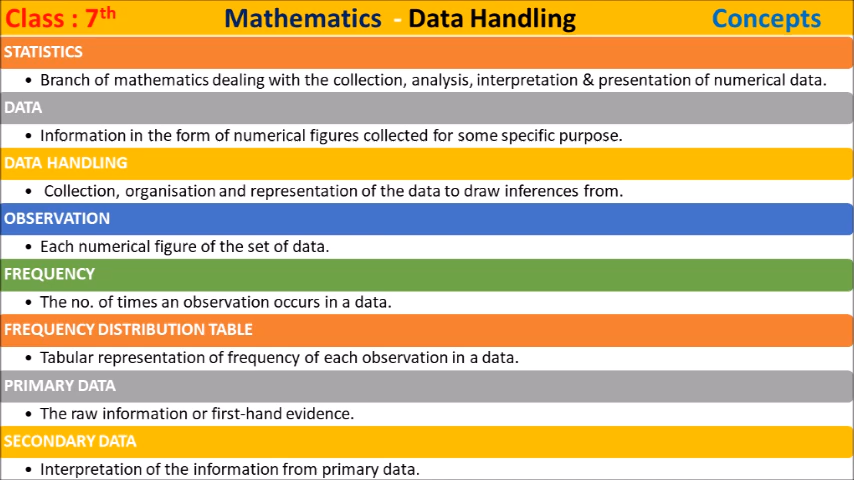 Class : 7th Mathematics - Data Handling Concepts
STATISTICS
• Branch of mathematics dealing with the collection, analysis, interpretation & presentation of numerical data.
DATA
• Information in the form of numerical figures collected for some specific purpose.
DATA HANDLING
• Collection, organisation and representation of the data to draw inferences from.
OBSERVATION
• Each numerical figure of the set of data.
FREQUENCY
• The no. of times an observation occurs in a data.
FREQUENCY DISTRIBUTION TABLE
• Tabular representation of frequency of each observation in a data.
PRIMARY DATA
• The raw information or first-hand evidence.
SECONDARY DATA
• Interpretation of the information from primary data.